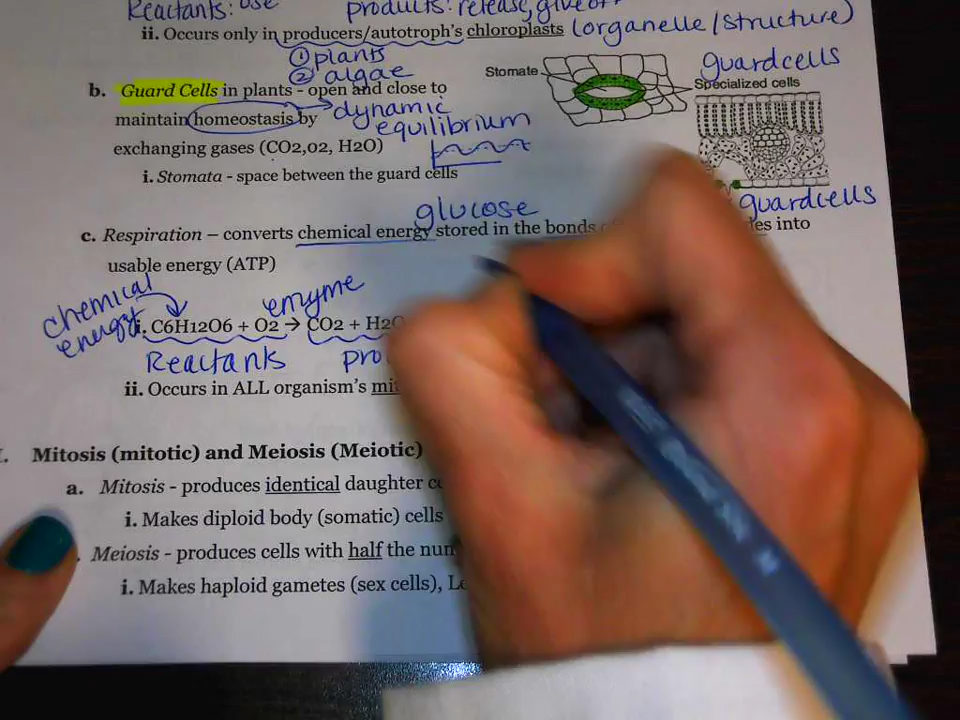 Reactants: use products: release, give off
ii. Occurs only in producers/autotroph's chloroplasts (organelle/structure)
① plants
② algae
b. Guard Cells in plants - open and close to
maintain homeostasis by
dynamic
equilibrium
exchanging gases (CO2,O2, H2O)
i. Stomata - space between the guard cells
Stomate
guardcells
Specialized cells
guardcells
glucose
c. Respiration – converts chemical energy stored in the bonds into
usable energy (ATP)
chemical
energy
enzyme
i. C6H12O6 + O2 → CO2 + H2O
Reactants
ii. Occurs in ALL organism's
Mitosis (mitotic) and Meiosis (Meiotic)
a. Mitosis - produces identical daughter
i. Makes diploid body (somatic) cells
Meiosis - produces cells with half the
i. Makes haploid gametes (sex cells),